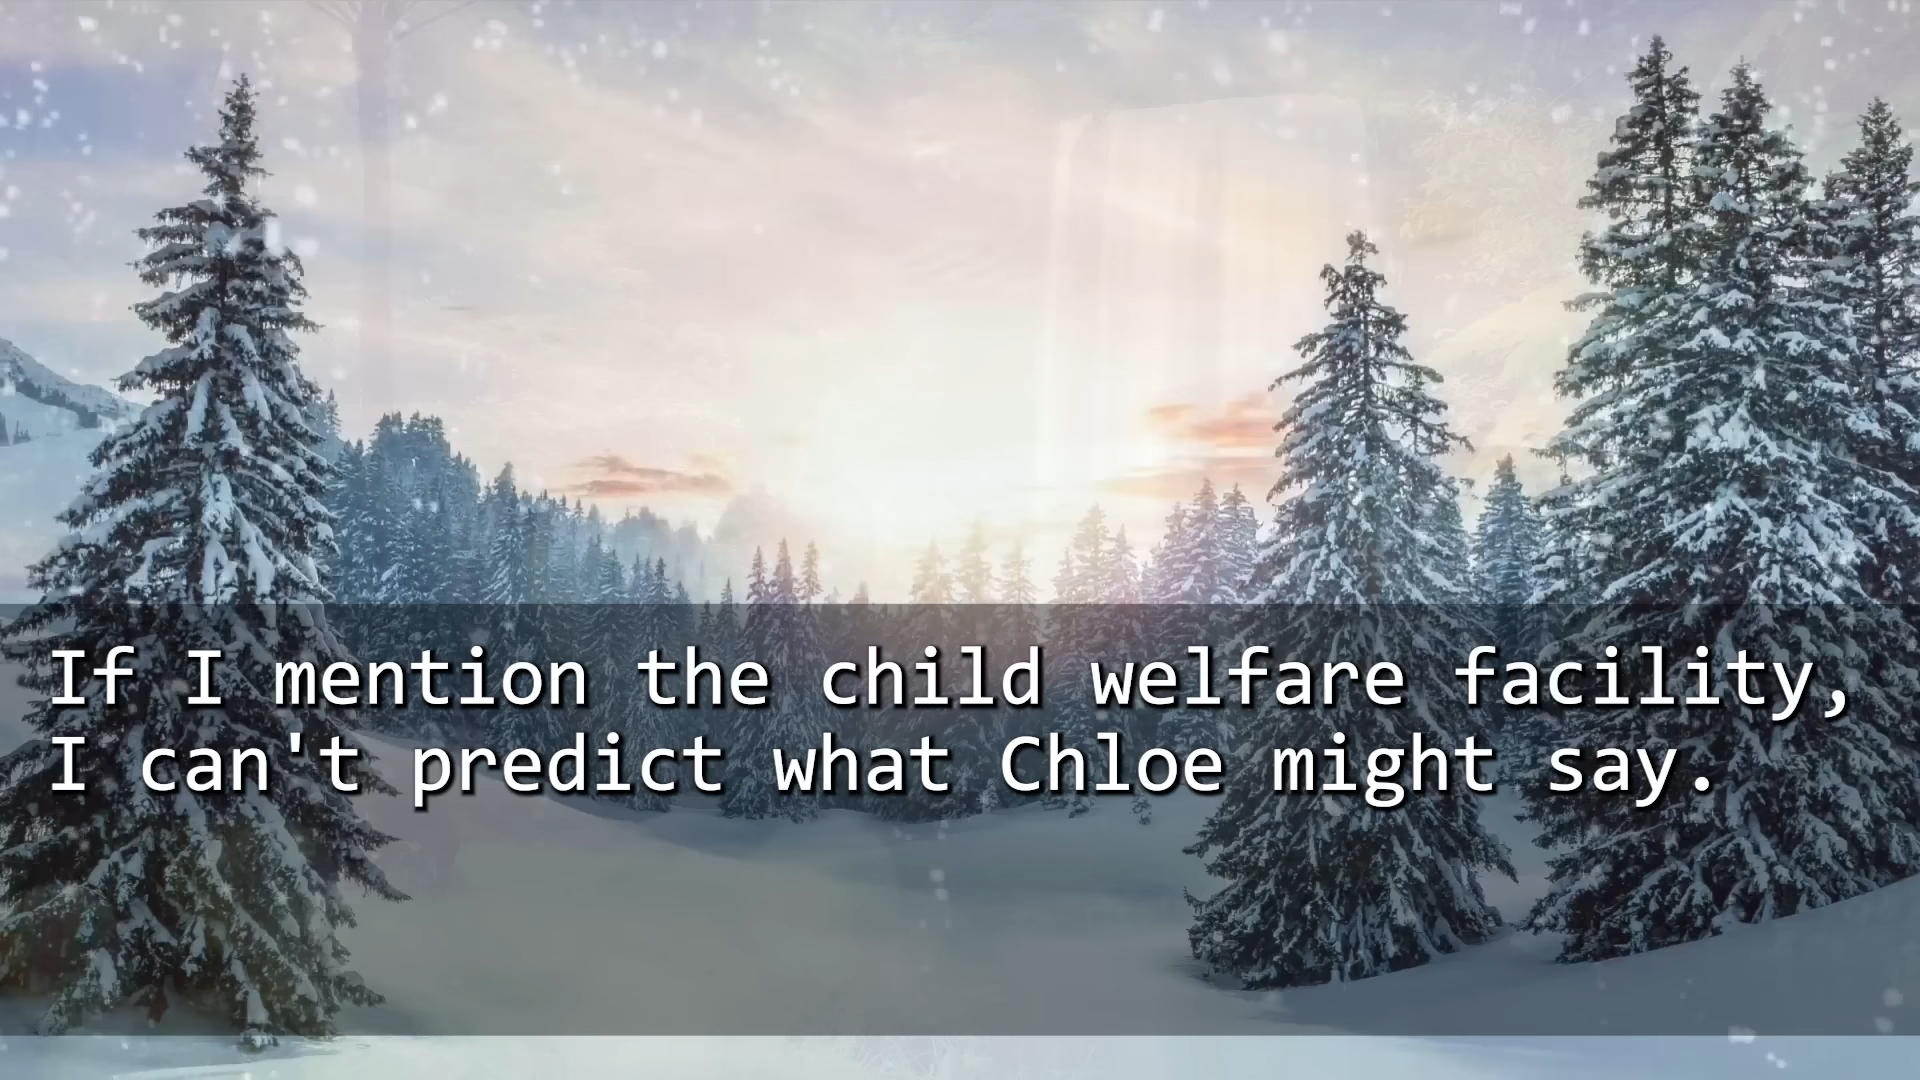 If I mention the child welfare facility,
I can't predict what Chloe might say.